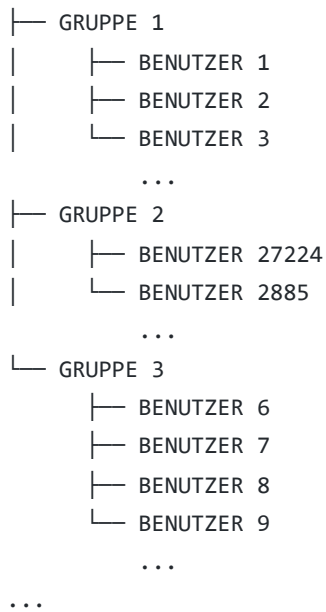 ├── GRUPPE 1
│     ├── BENUTZER 1
│     ├── BENUTZER 2
│     └── BENUTZER 3
          ...
├── GRUPPE 2
│     ├── BENUTZER 27224
│     └── BENUTZER 2885
          ...
└── GRUPPE 3
      ├── BENUTZER 6
      ├── BENUTZER 7
      ├── BENUTZER 8
      └── BENUTZER 9
          ...
...